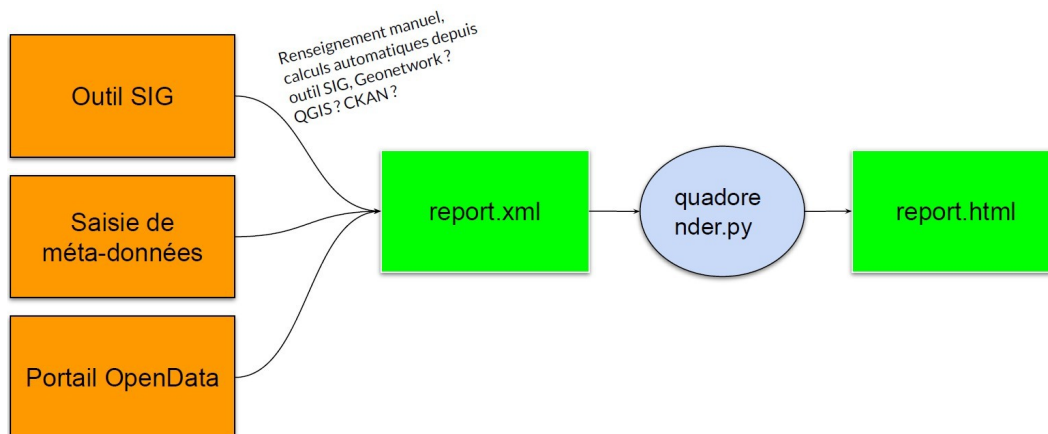 Renseignement manuel,
calculs automatiques depuis
outil SIG, Geonetwork ?
QGIS ? CKAN ?
Outil SIG
Saisie de
méta-données
Portail OpenData
report.xml
quadore
nder.py
report.html